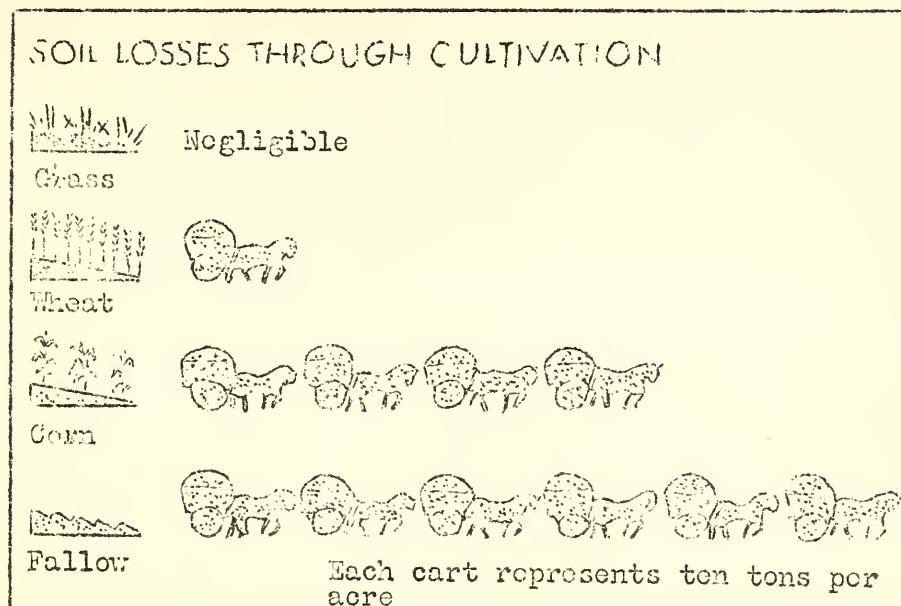 SOIL LOSSES THROUGH CULTIVATION
Negligible
Grass
Wheat
Corn
Fallow
Each cart represents ten tons per
acre